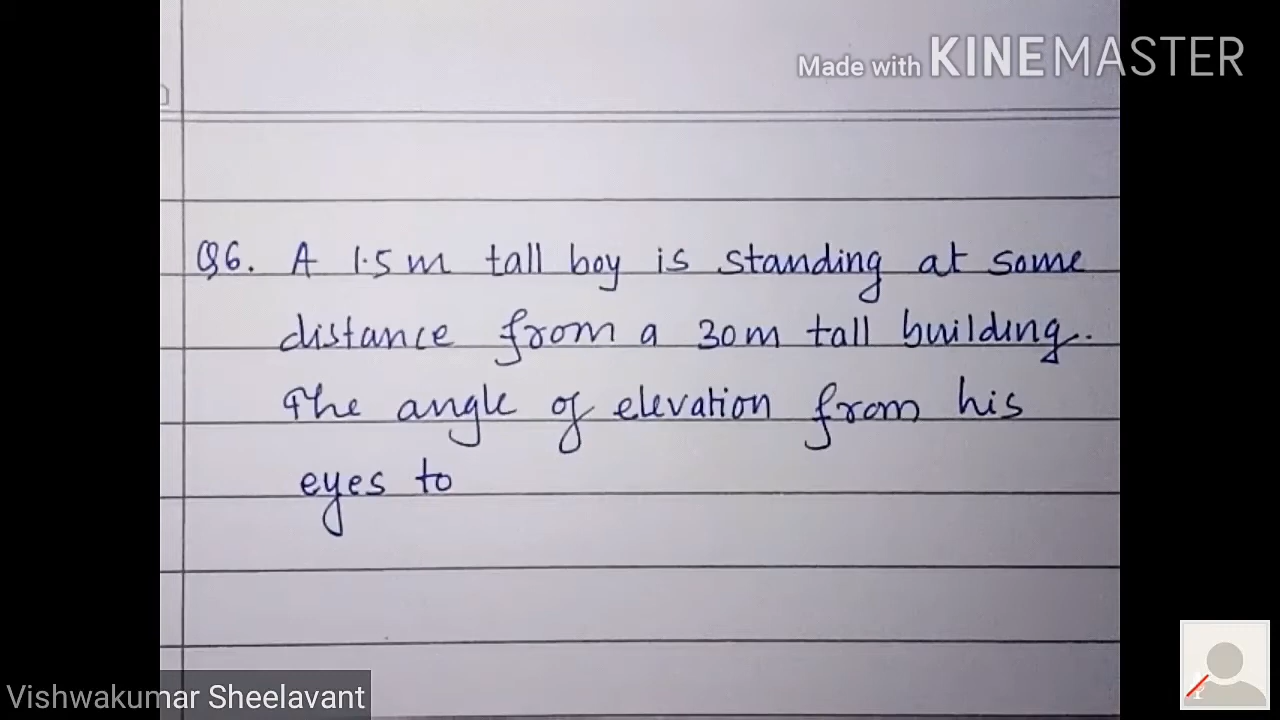 Made with KINEMASTER
Q6. A 1.5 m tall boy is standing at some
distance from a 30m tall building.
The angle of elevation from his
eyes to
Vishwakumar Sheelavant